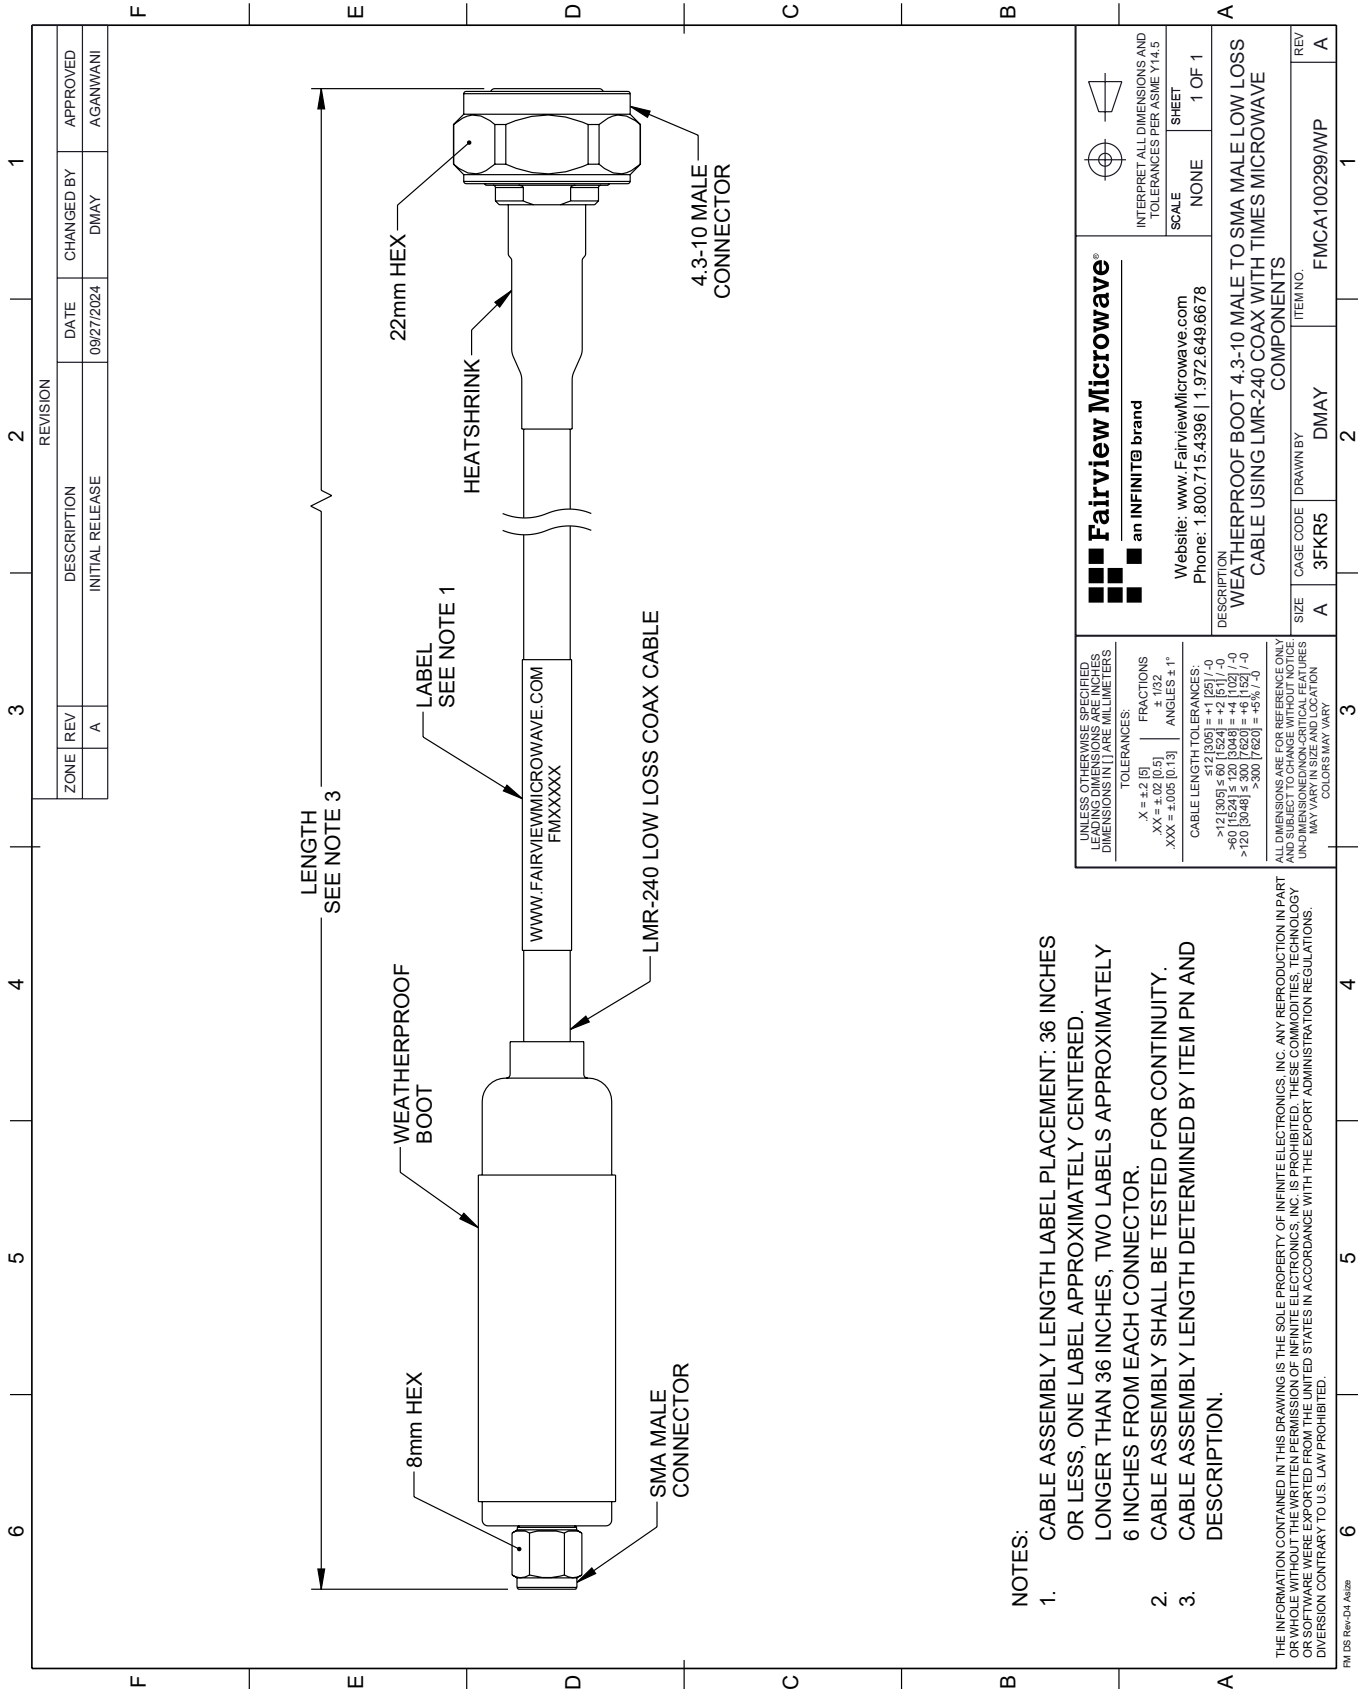 REVISION
ZONE REV DESCRIPTION DATE CHANGED BY APPROVED
A INITIAL RELEASE 09/27/2024 DMAY AGANWANI
6 5 4 3 2 1
F
E
D
C
B
A
LENGTH
SEE NOTE 3
8mm HEX
WEATHERPROOF
BOOT
LABEL
SEE NOTE 1
HEATSHRINK
22mm HEX
WWW.FAIRVIEWMICROWAVE.COM
FMXXXXX
SMA MALE
CONNECTOR
LMR-240 LOW LOSS COAX CABLE
4.3-10 MALE
CONNECTOR
NOTES:
1. CABLE ASSEMBLY LENGTH LABEL PLACEMENT: 36 INCHES
OR LESS, ONE LABEL APPROXIMATELY CENTERED.
LONGER THAN 36 INCHES, TWO LABELS APPROXIMATELY
6 INCHES FROM EACH CONNECTOR.
2. CABLE ASSEMBLY SHALL BE TESTED FOR CONTINUITY.
3. CABLE ASSEMBLY LENGTH DETERMINED BY ITEM PN AND
DESCRIPTION.
THE INFORMATION CONTAINED IN THIS DRAWING IS THE SOLE PROPERTY OF INFINITE ELECTRONICS, INC. ANY REPRODUCTION IN PART
OR WHOLE WITHOUT THE WRITTEN PERMISSION OF INFINITE ELECTRONICS, INC. IS PROHIBITED. THESE COMMODITIES, TECHNOLOGY
OR SOFTWARE WERE EXPORTED FROM THE UNITED STATES IN ACCORDANCE WITH THE EXPORT ADMINISTRATION REGULATIONS.
DIVERSION CONTRARY TO U.S. LAW PROHIBITED.
UNLESS OTHERWISE SPECIFIED
LEADING DIMENSIONS ARE INCHES
DIMENSIONS IN [ ] ARE MILLIMETERS
TOLERANCES:
.X = ±.2 [5] FRACTIONS
.XX = ±.02 [0.5] ± 1/32
.XXX = ±.005 [0.13] ANGLES ± 1°
CABLE LENGTH TOLERANCES:
≤12 [305] = +1 [25] / -0
>12 [305] ≤ 60 [1524] = +2 [51] / -0
>60 [1524] ≤ 120 [3048] = +4 [102] / -0
>120 [3048] ≤ 300 [7620] = +6 [152] / -0
>300 [7620] = +5% / -0
ALL DIMENSIONS ARE FOR REFERENCE ONLY
AND SUBJECT TO CHANGE WITHOUT NOTICE.
UN-DIMENSIONED/NON-CRITICAL FEATURES
MAY VARY IN SIZE AND LOCATION
COLORS MAY VARY
Fairview Microwave®
an INFINIT@ brand
Website: www.FairviewMicrowave.com
Phone: 1.800.715.4396 | 1.972.649.6678
INTERPRET ALL DIMENSIONS AND
TOLERANCES PER ASME Y14.5
SCALE SHEET
NONE 1 OF 1
DESCRIPTION
WEATHERPROOF BOOT 4.3-10 MALE TO SMA MALE LOW LOSS
CABLE USING LMR-240 COAX WITH TIMES MICROWAVE
COMPONENTS
SIZE CAGE CODE DRAWN BY ITEM NO. REV
A 3FKR5 DMAY FMCA100299/WP A
F
E
D
C
B
A
6 5 4 3 2 1
FM DS Rev-D4 Asize